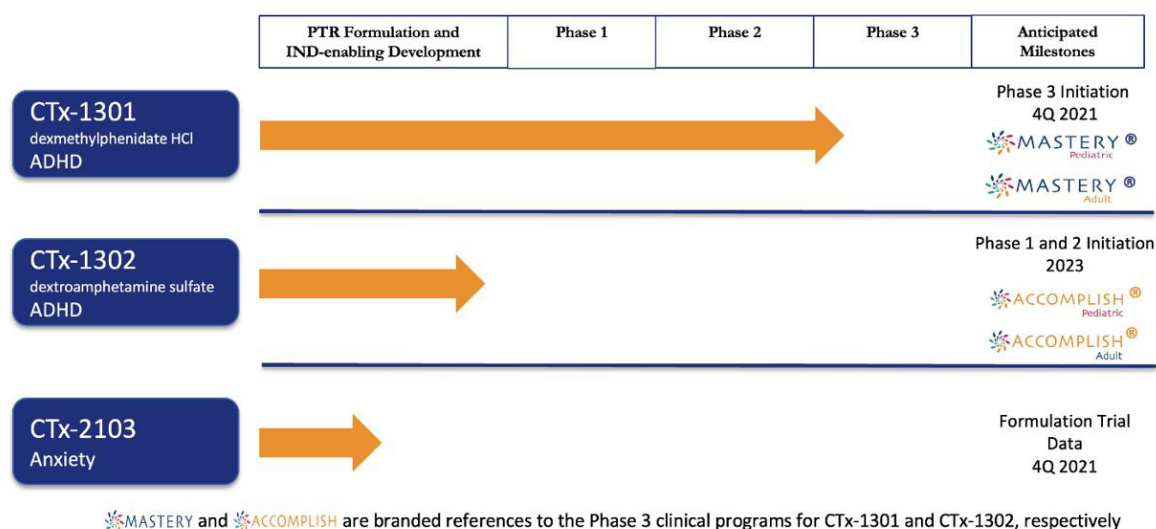 PTR Formulation and
IND-enabling Development
Phase 1
Phase 2
Phase 3
Anticipated
Milestones
CTx-1301
dexmethylphenidate HCl
ADHD
Phase 3 Initiation
4Q 2021
MASTERY ®
Pediatric
MASTERY ®
Adult
CTx-1302
dextroamphetamine sulfate
ADHD
Phase 1 and 2 Initiation
2023
ACCOMPLISH ®
Pediatric
ACCOMPLISH ®
Adult
CTx-2103
Anxiety
Formulation Trial
Data
4Q 2021
MASTERY and ACCOMPLISH are branded references to the Phase 3 clinical programs for CTx-1301 and CTx-1302, respectively